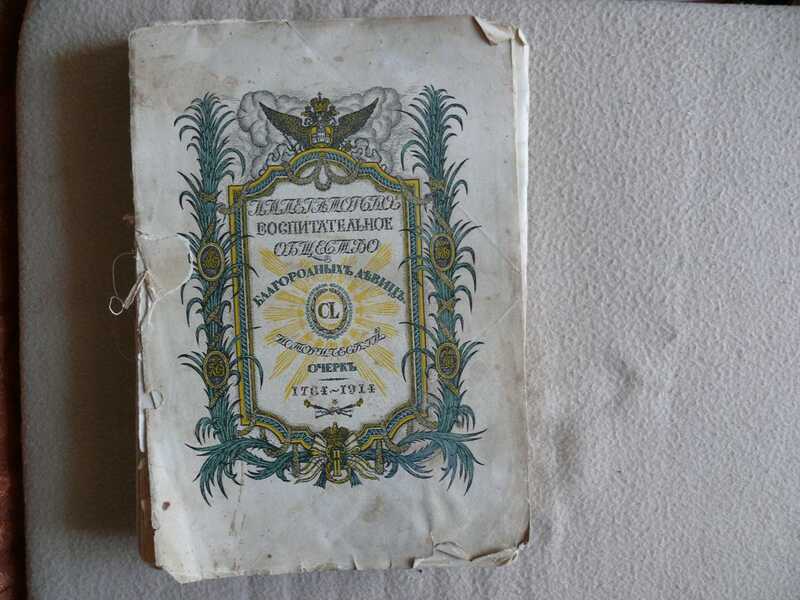 ИМПЕРАТОРСКОЕ
ВОСПИТАТЕЛЬНОЕ
ОБЩЕСТВО
БЛАГОРОДНЫХЪ ДѢВИЦЪ
CL
ИСТОРИЧЕСКІЙ
ОЧЕРКЪ
1764~1914